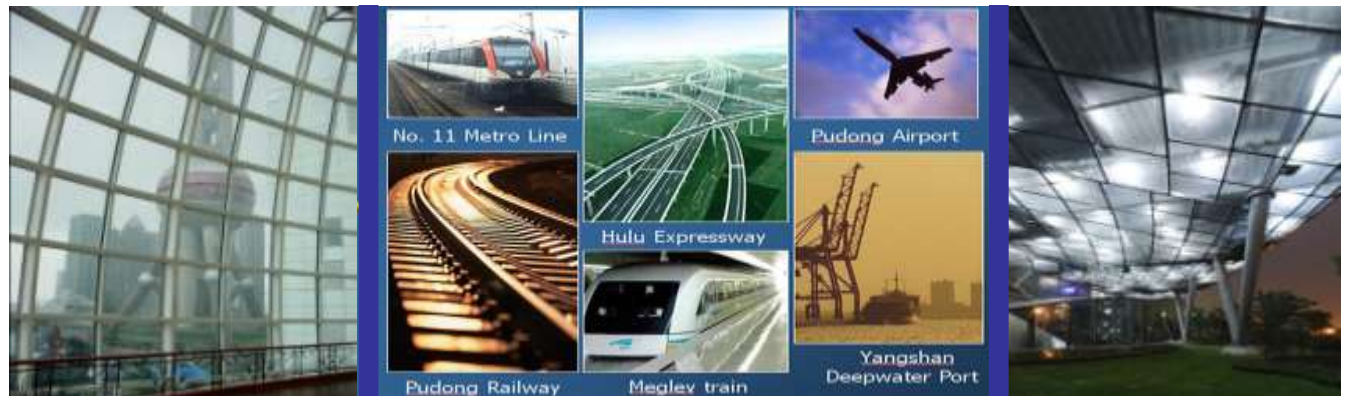 No. 11 Metro Line
Pudong Airport
Hulu Expressway
Pudong Railway
Meglev train
Yangshan
Deepwater Port